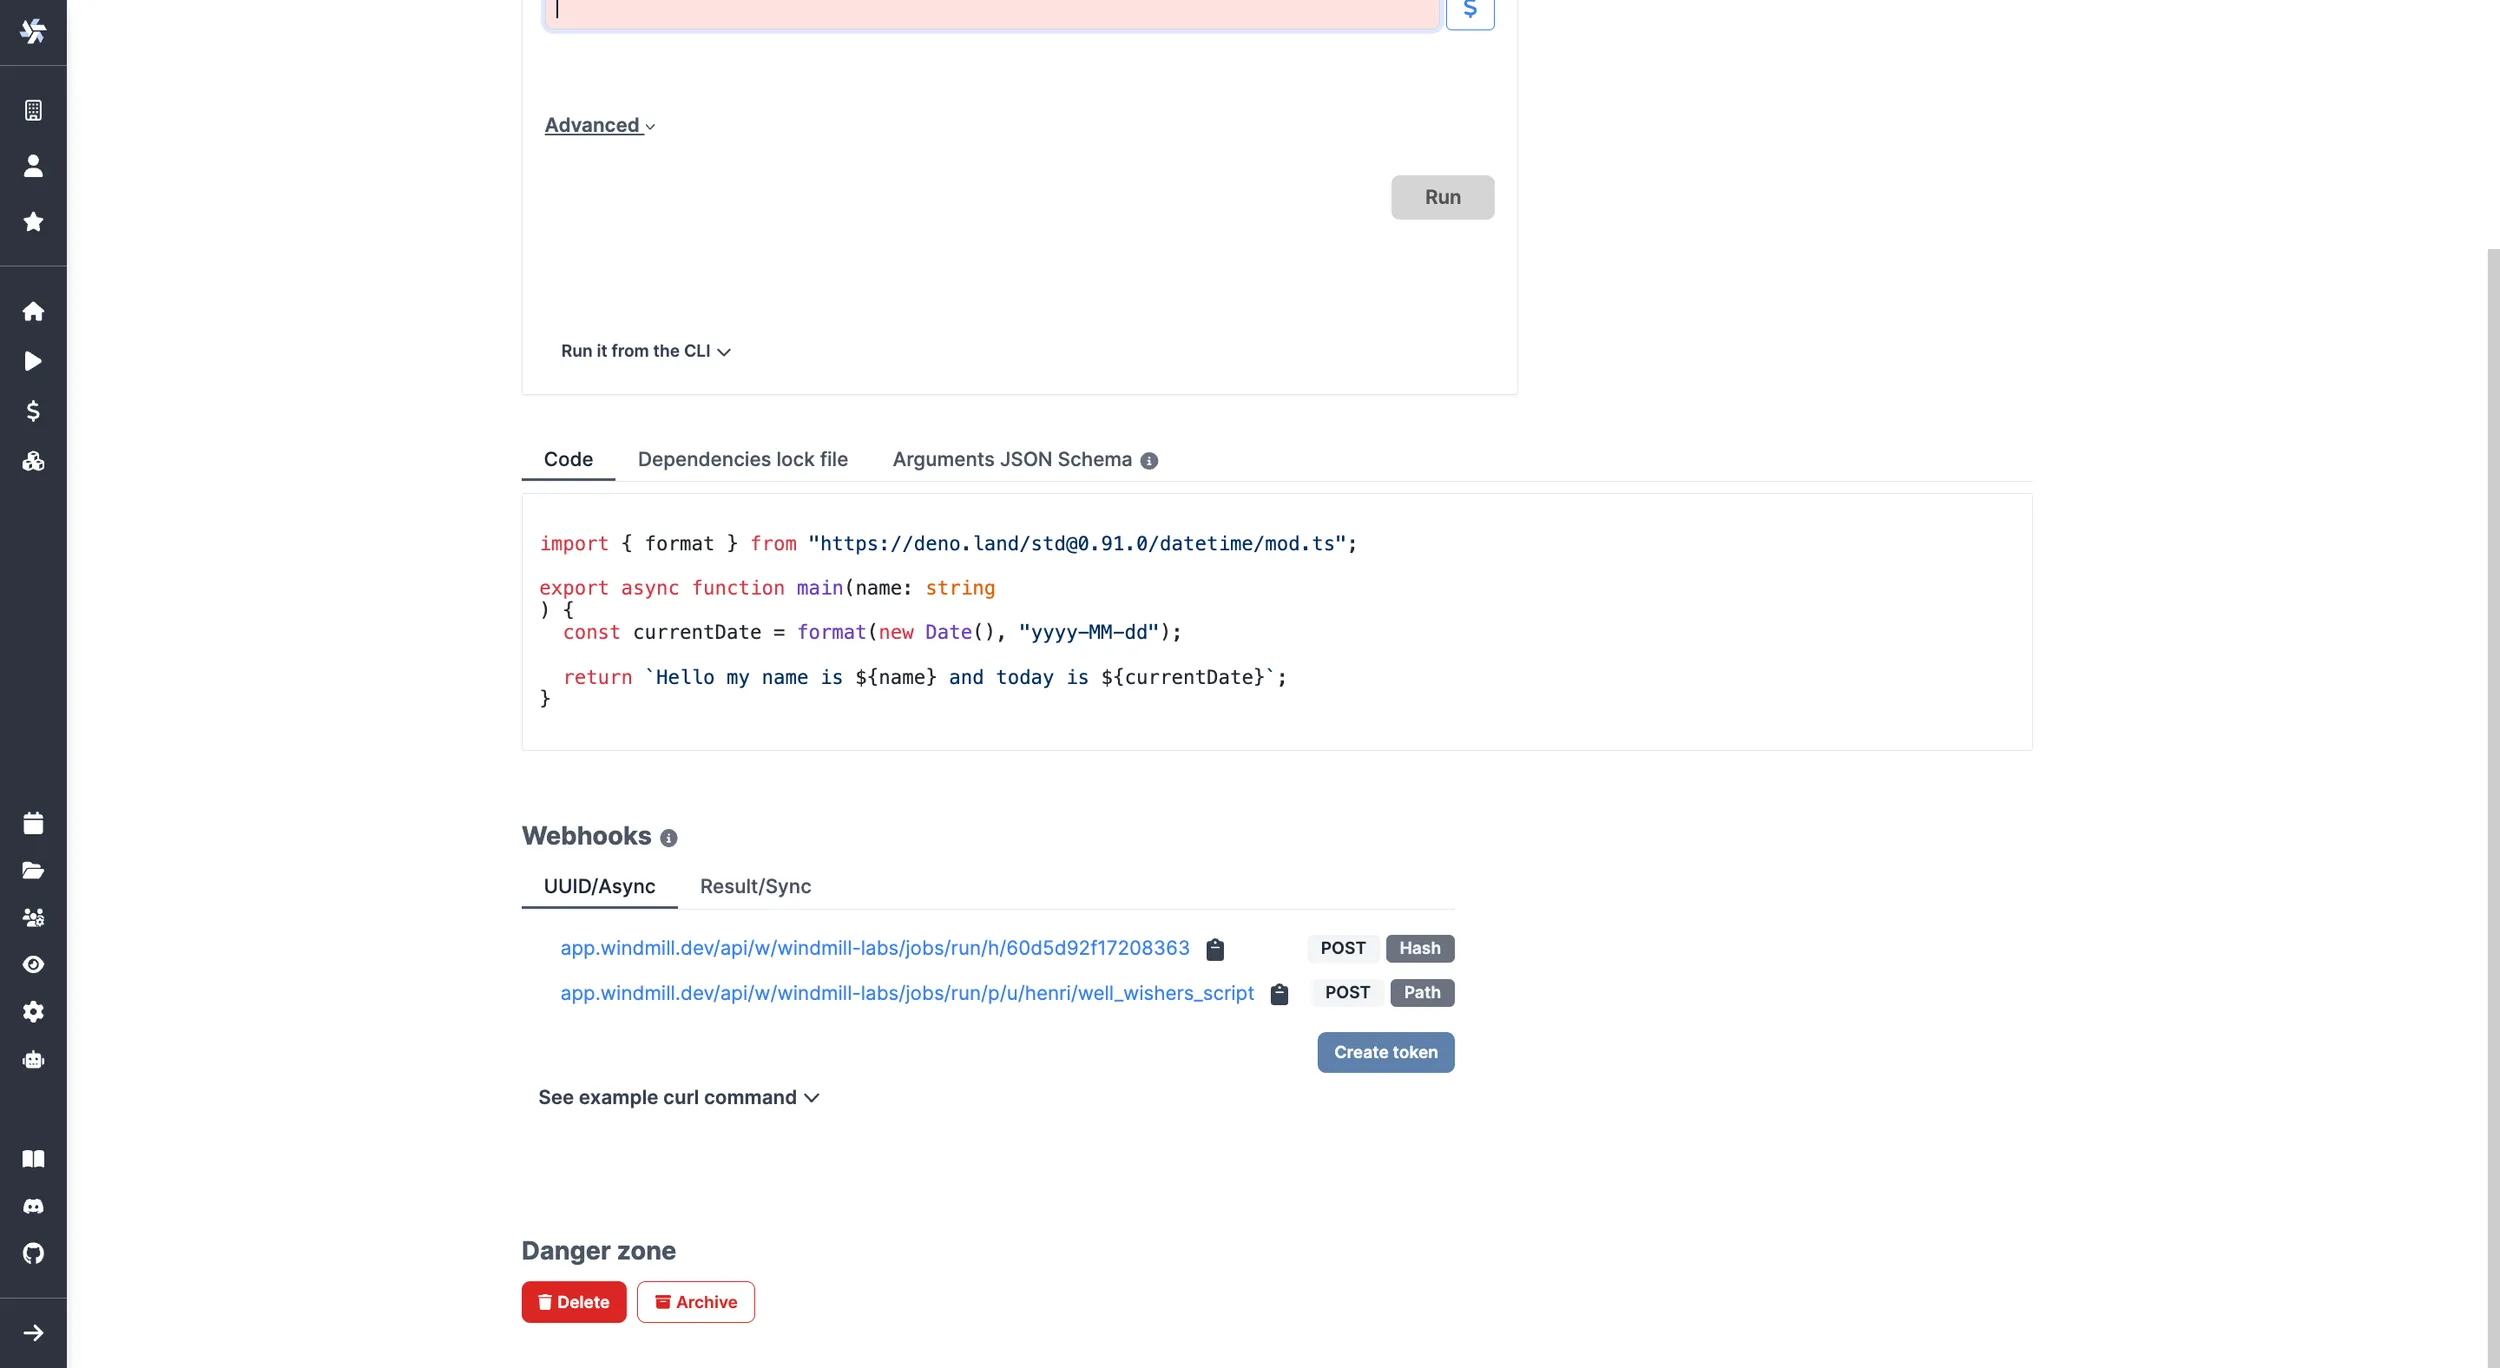 $
Advanced
Run
Run it from the CLI
Code Dependencies lock file Arguments JSON Schema
import { format } from "https://deno.land/std@0.91.0/datetime/mod.ts";
export async function main(name: string
) {
  const currentDate = format(new Date(), "yyyy-MM-dd");
  return `Hello my name is ${name} and today is ${currentDate}`;
}
Webhooks
UUID/Async Result/Sync
app.windmill.dev/api/w/windmill-labs/jobs/run/h/60d5d92f17208363 POST Hash
app.windmill.dev/api/w/windmill-labs/jobs/run/p/u/henri/well_wishers_script POST Path
Create token
See example curl command
Danger zone
Delete Archive